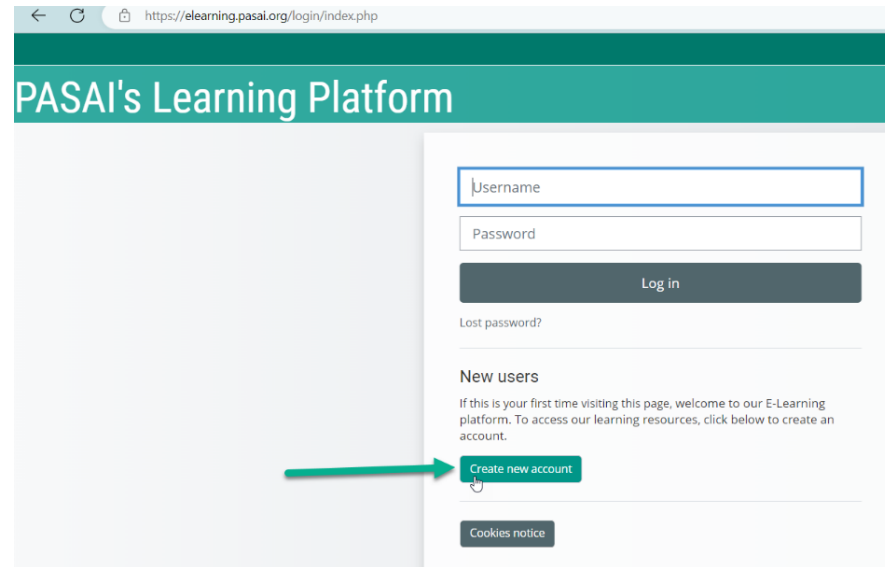 https://elearning.pasai.org/login/index.php
PASAI's Learning Platform
Username
Password
Log in
Lost password?
New users
If this is your first time visiting this page, welcome to our E-Learning
platform. To access our learning resources, click below to create an
account.
Create new account
Cookies notice